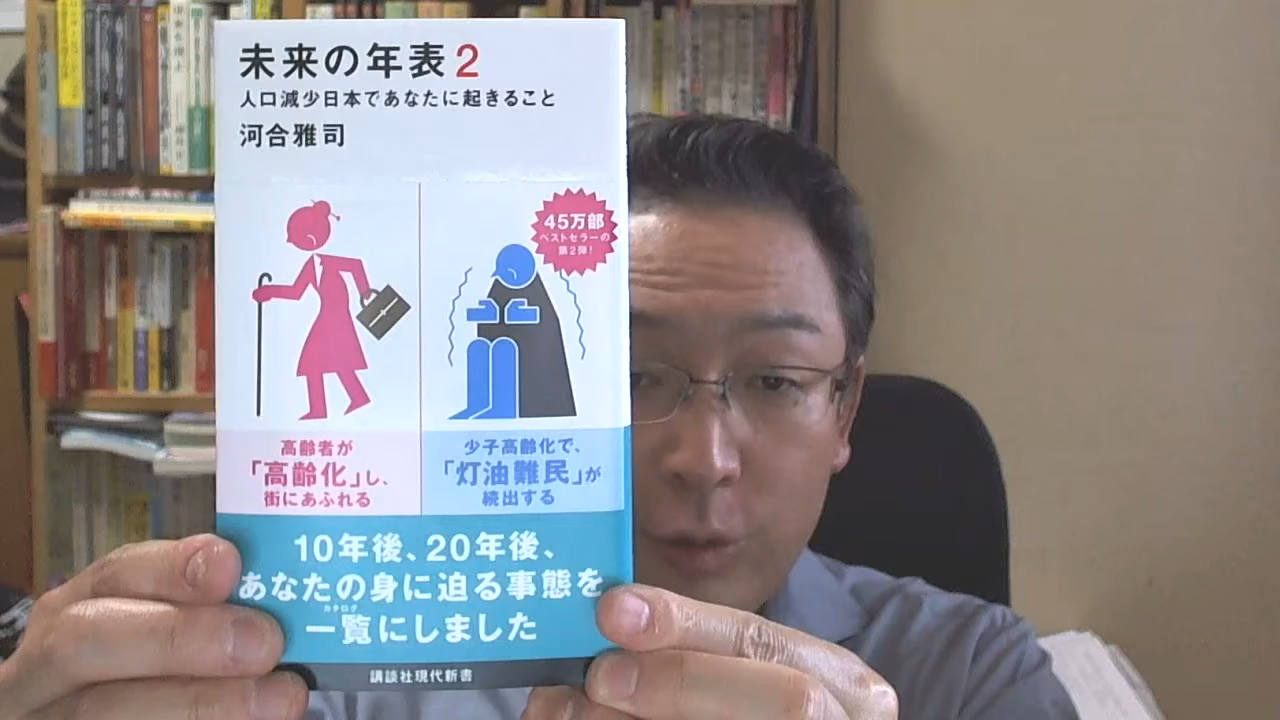 未来の年表2
人口減少日本であなたに起きること
河合雅司
45万部
ベストセラーの
第2弾!
高齢者が
「高齢化」し、
街にあふれる
少子高齢化で、
「灯油難民」が
続出する
10年後、20年後、
あなたの身に迫る事態を
カタログ
一覧にしました
講談社現代新書